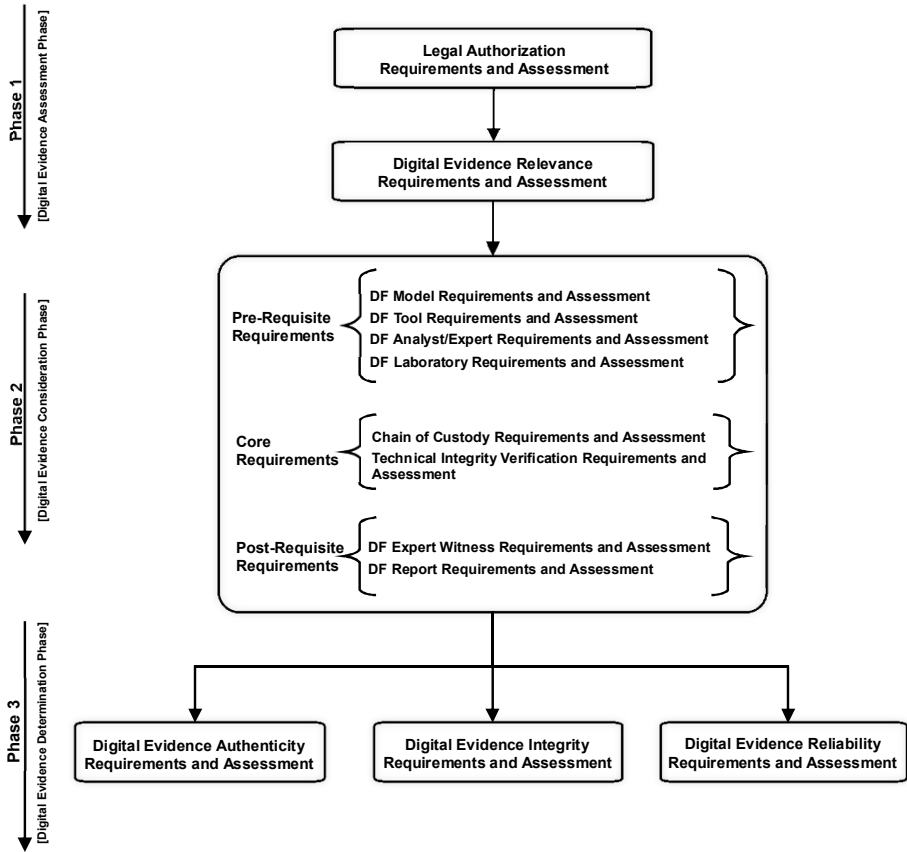 Phase 1
[Digital Evidence Assessment Phase]
Legal Authorization
Requirements and Assessment
Digital Evidence Relevance
Requirements and Assessment
Phase 2
[Digital Evidence Consideration Phase]
Pre-Requisite
Requirements
DF Model Requirements and Assessment
DF Tool Requirements and Assessment
DF Analyst/Expert Requirements and Assessment
DF Laboratory Requirements and Assessment
Core
Requirements
Chain of Custody Requirements and Assessment
Technical Integrity Verification Requirements and
Assessment
Post-Requisite
Requirements
DF Expert Witness Requirements and Assessment
DF Report Requirements and Assessment
Phase 3
[Digital Evidence Determination Phase]
Digital Evidence Authenticity
Requirements and Assessment
Digital Evidence Integrity
Requirements and Assessment
Digital Evidence Reliability
Requirements and Assessment